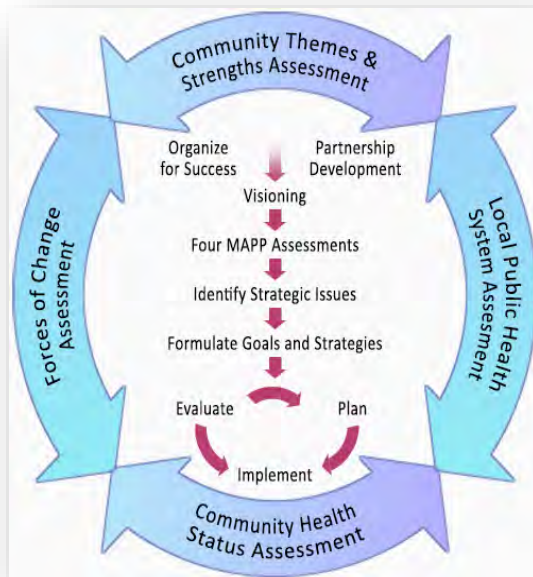 Community Themes &
Strengths Assessment
Organize
for Success
Partnership
Development
Visioning
Four MAPP Assessments
Identify Strategic Issues
Formulate Goals and Strategies
Evaluate
Plan
Implement
Forces of Change
Assessment
Local Public Health
System Assesment
Community Health
Status Assessment